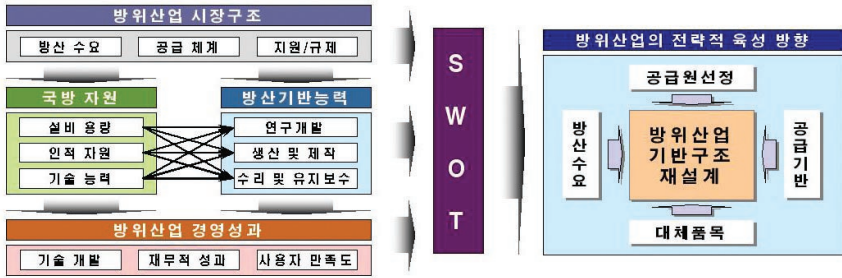 방위산업 시장구조
방산 수요 공급 체계 지원/규제
국방 자원
설비 용량
인적 자원
기술 능력
방산기반능력
연구개발
생산 및 제작
수리 및 유지보수
방위산업 경영성과
기술 개발 재무적 성과 사용자 만족도
SWOT
방위산업의 전략적 육성 방향
공급원선정
방산수요
방위산업
기반구조
재설계
공급기반
대체품목